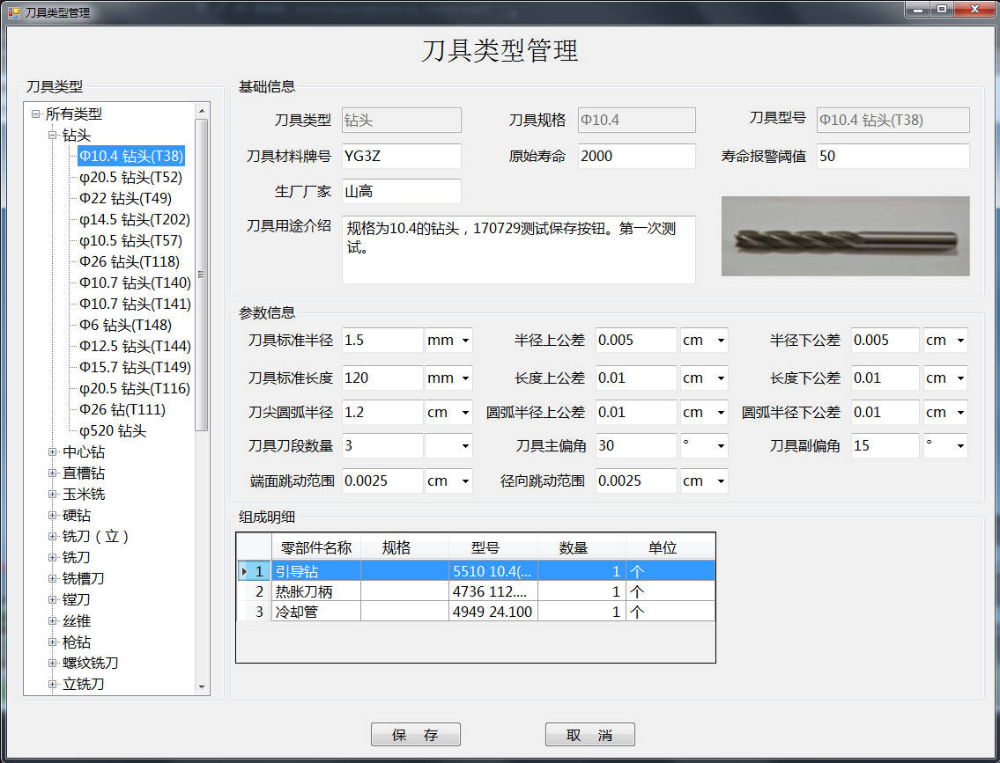 刀具类型管理
刀具类型管理
刀具类型
所有类型
钻头
Φ10.4 钻头(T38)
φ20.5 钻头(T52)
Φ22 钻头(T49)
φ14.5 钻头(T202)
φ10.5 钻头(T57)
Φ26 钻头(T118)
Φ10.7 钻头(T140)
Φ10.7 钻头(T141)
Φ6 钻头(T148)
Φ12.5 钻头(T144)
Φ15.7 钻头(T149)
φ20.5 钻头(T116)
Φ26 钻(T111)
φ520 钻头
中心钻
直槽钻
玉米铣
硬钻
铣刀（立）
铣刀
铣槽刀
镗刀
丝锥
枪钻
螺纹铣刀
立铣刀
基础信息
刀具类型 钻头 刀具规格 Φ10.4 刀具型号 Φ10.4 钻头(T38)
刀具材料牌号 YG3Z 原始寿命 2000 寿命报警阈值 50
生厂厂家 山高
刀具用途介绍 规格为10.4的钻头，170729测试保存按钮。第一次测
试。
参数信息
刀具标准半径 1.5 mm 半径上公差 0.005 cm 半径下公差 0.005 cm
刀具标准长度 120 mm 长度上公差 0.01 cm 长度下公差 0.01 cm
刀尖圆弧半径 1.2 cm 圆弧半径上公差 0.01 cm 圆弧半径下公差 0.01 cm
刀具刀段数量 3 刀具主偏角 30 ° 刀具副偏角 15 °
端面跳动范围 0.0025 cm 径向跳动范围 0.0025 cm
组成明细
零部件名称 规格 型号 数量 单位
1 引导钻 5510 10.4(... 1 个
2 热胀刀柄 4736 112.... 1 个
3 冷却管 4949 24.100 1 个
保 存 取 消